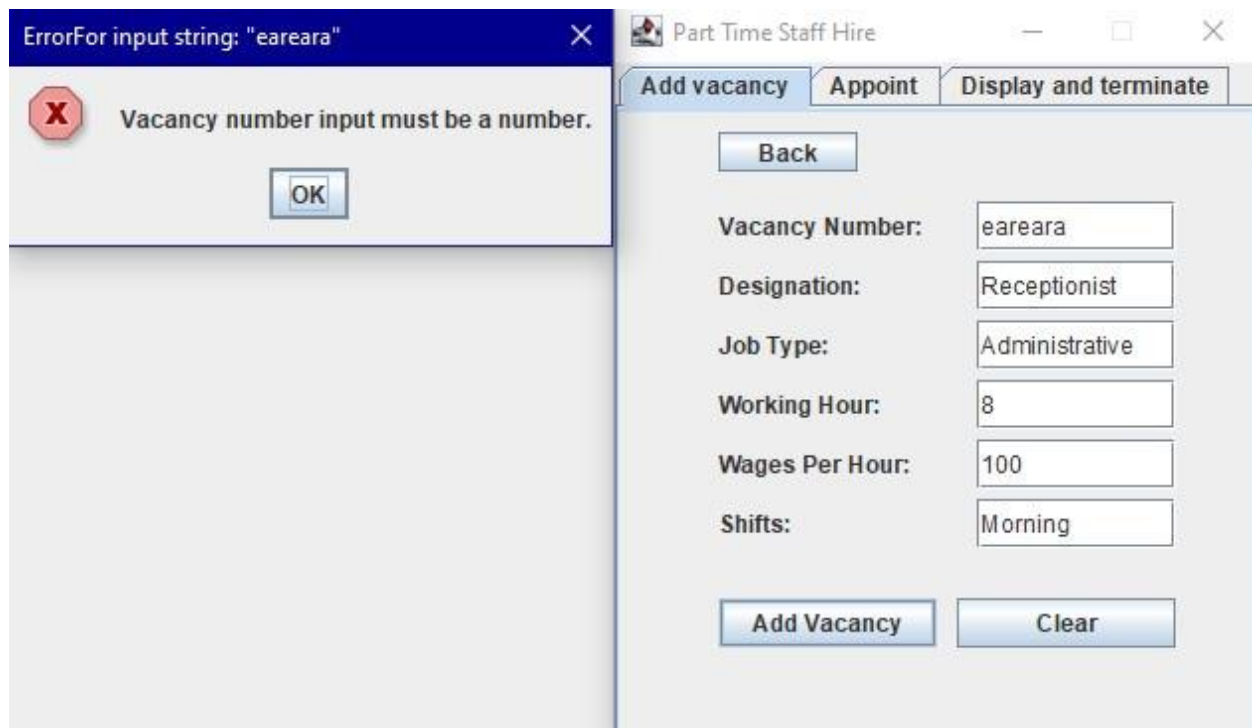 ErrorFor input string: "eareara"
Vacancy number input must be a number.
OK
Part Time Staff Hire
Add vacancy Appoint Display and terminate
Back
Vacancy Number: eareara
Designation: Receptionist
Job Type: Administrative
Working Hour: 8
Wages Per Hour: 100
Shifts: Morning
Add Vacancy Clear